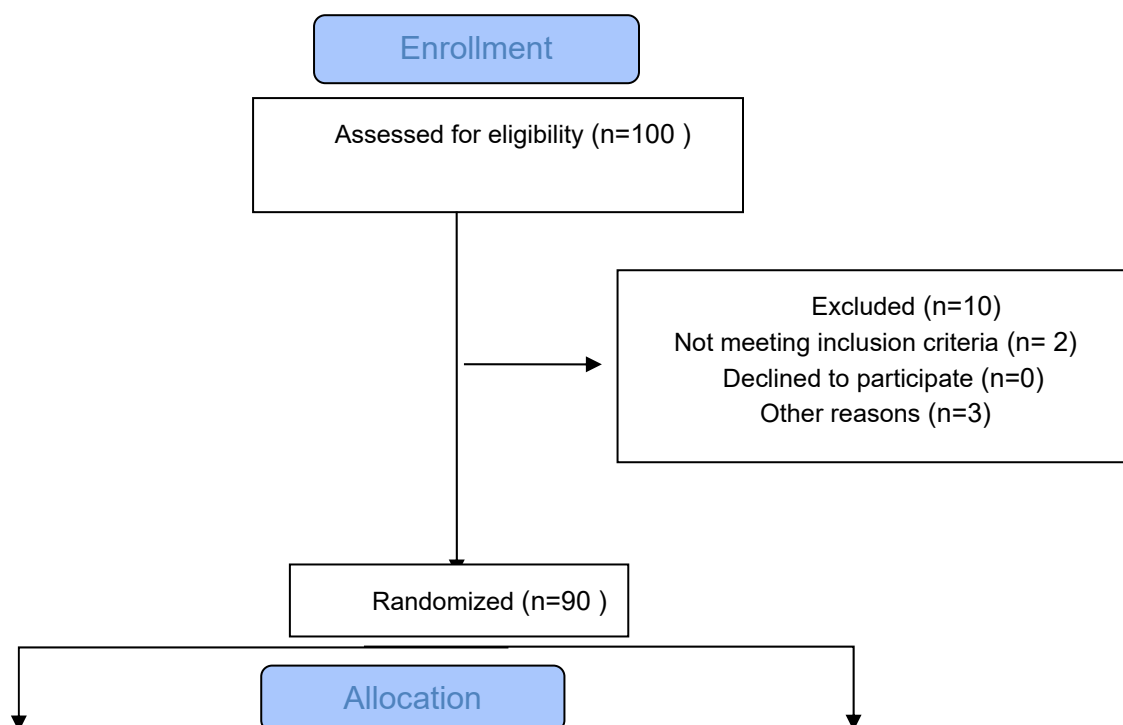 Enrollment
Assessed for eligibility (n=100 )
Excluded (n=10)
Not meeting inclusion criteria (n= 2)
Declined to participate (n=0)
Other reasons (n=3)
Randomized (n=90 )
Allocation